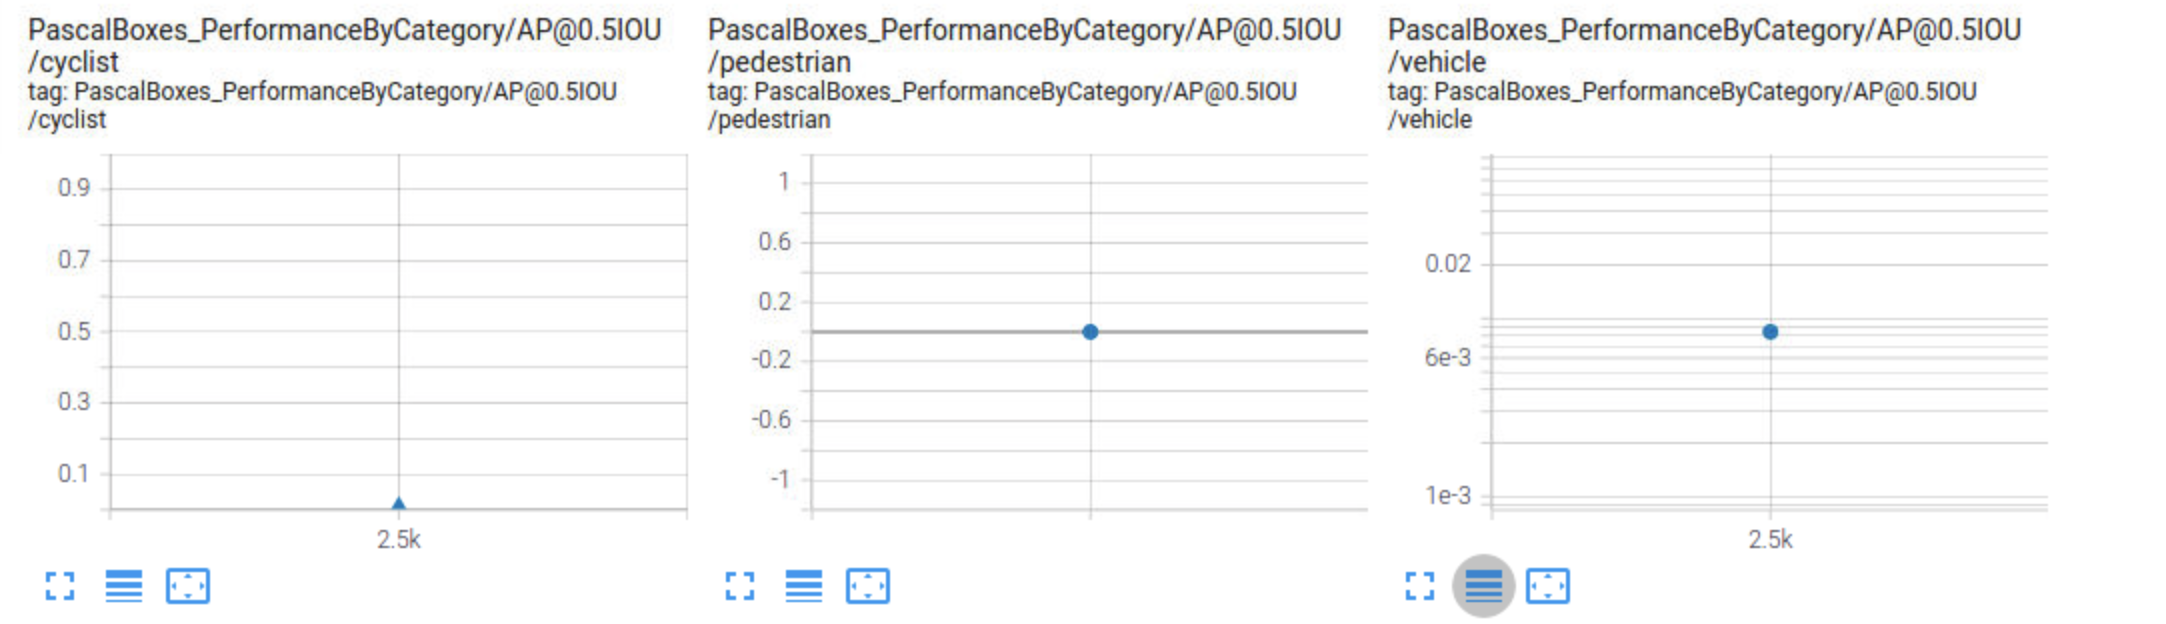 PascalBoxes_PerformanceByCategory/AP@0.5IOU
/cyclist
tag: PascalBoxes_PerformanceByCategory/AP@0.5IOU
/cyclist
0.9
0.7
0.5
0.3
0.1
2.5k
PascalBoxes_PerformanceByCategory/AP@0.5IOU
/pedestrian
tag: PascalBoxes_PerformanceByCategory/AP@0.5IOU
/pedestrian
1
0.6
0.2
-0.2
-0.6
-1
PascalBoxes_PerformanceByCategory/AP@0.5IOU
/vehicle
tag: PascalBoxes_PerformanceByCategory/AP@0.5IOU
/vehicle
0.02
6e-3
1e-3
2.5k